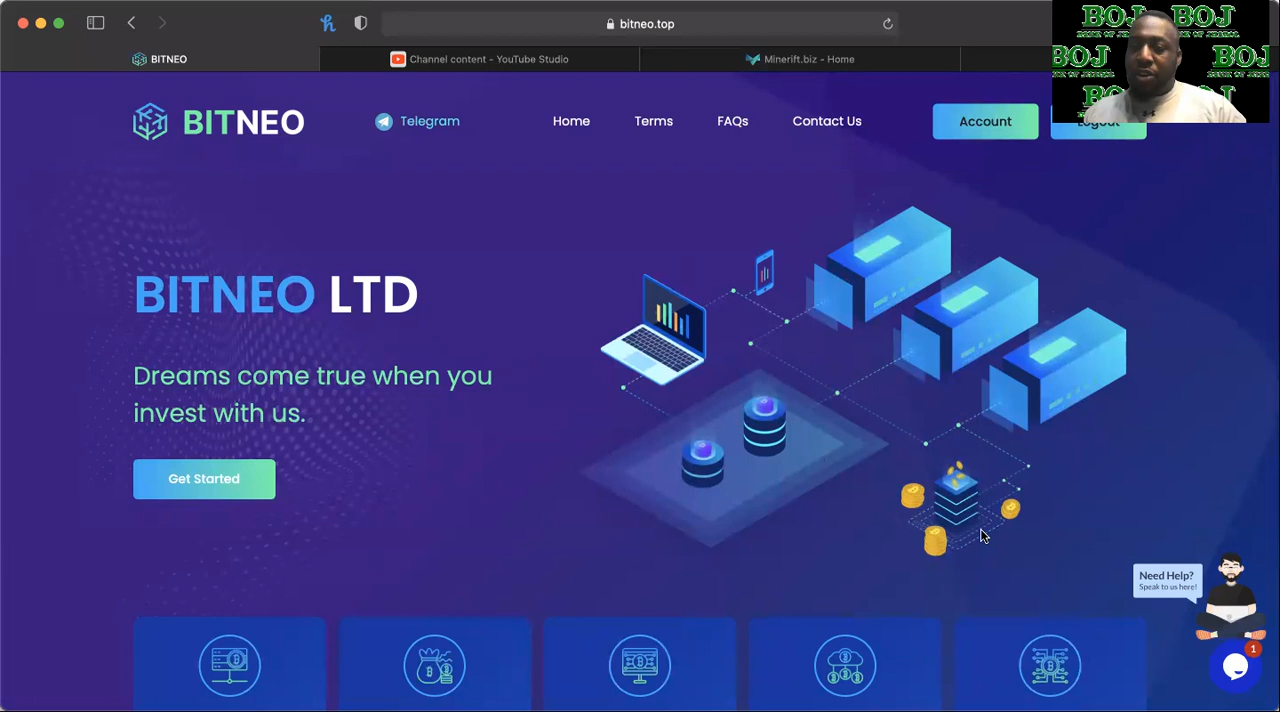 bitneo.top
BITNEO
Channel content - YouTube Studio
Minerift.biz - Home
BOJ BOJ
BOJ BOJ
BOJ
BITNEO
Telegram
Home
Terms
FAQs
Contact Us
Account
Logout
BITNEO LTD
Dreams come true when you
invest with us.
Get Started
Need Help?
Speak to us here!
1